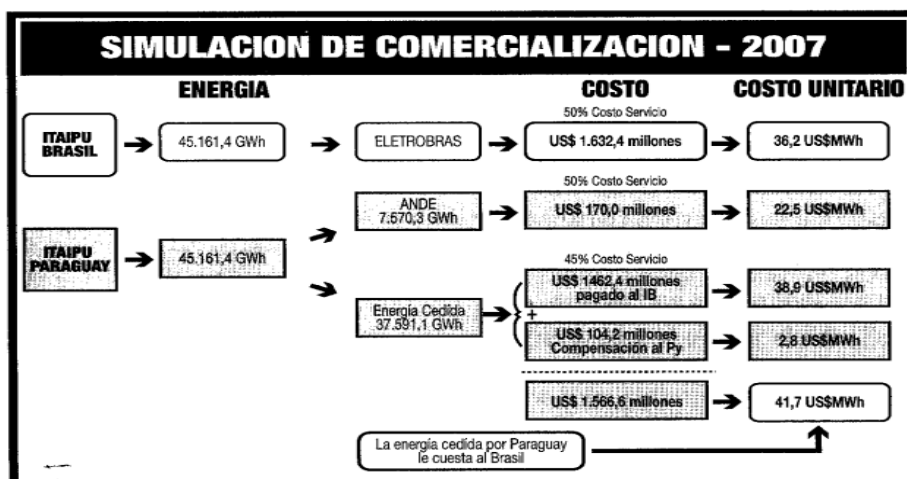 SIMULACION DE COMERCIALIZACION - 2007
ENERGIA
COSTO
COSTO UNITARIO
50% Costo Servicio
ITAIPU
BRASIL
45.161,4 GWh
ELETROBRAS
US$ 1.632,4 millones
36,2 US$MWh
50% Costo Servicio
ANDE
7.570,3 GWh
US$ 170,0 millones
22,5 US$MWh
ITAIPU
PARAGUAY
45.161,4 GWh
45% Costo Servicio
US$ 1462,4 millones
pagado al IB
38,9 US$MWh
Energía Cedida
37.591,1 GWh
+
US$ 104,2 millones
Compensación al Py
2,8 US$MWh
US$ 1.566,6 millones
41,7 US$MWh
La energía cedida por Paraguay
le cuesta al Brasil